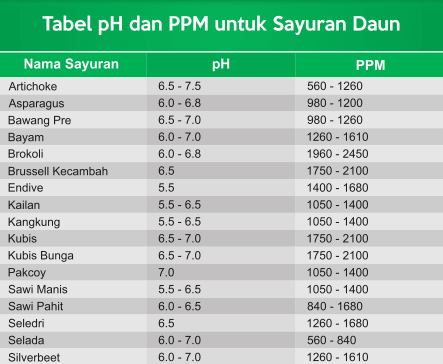 Tabel pH dan PPM untuk Sayuran Daun
Nama Sayuran pH PPM
Artichoke 6.5 - 7.5 560 - 1260
Asparagus 6.0 - 6.8 980 - 1200
Bawang Pre 6.5 - 7.0 980 - 1260
Bayam 6.0 - 7.0 1260 - 1610
Brokoli 6.0 - 6.8 1960 - 2450
Brussell Kecambah 6.5 1750 - 2100
Endive 5.5 1400 - 1680
Kailan 5.5 - 6.5 1050 - 1400
Kangkung 5.5 - 6.5 1050 - 1400
Kubis 6.5 - 7.0 1750 - 2100
Kubis Bunga 6.5 - 7.0 1750 - 2100
Pakcoy 7.0 1050 - 1400
Sawi Manis 5.5 - 6.5 1050 - 1400
Sawi Pahit 6.0 - 6.5 840 - 1680
Seledri 6.5 1260 - 1680
Selada 6.0 - 7.0 560 - 840
Silverbeet 6.0 - 7.0 1260 - 1610